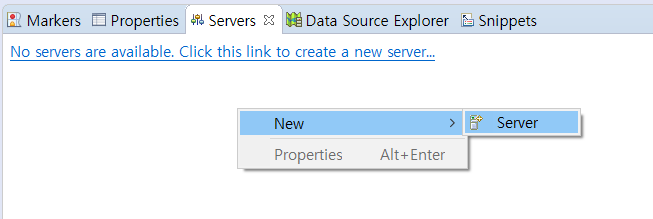 Markers Properties Servers Data Source Explorer Snippets
No servers are available. Click this link to create a new server...
New Server
Properties Alt+Enter